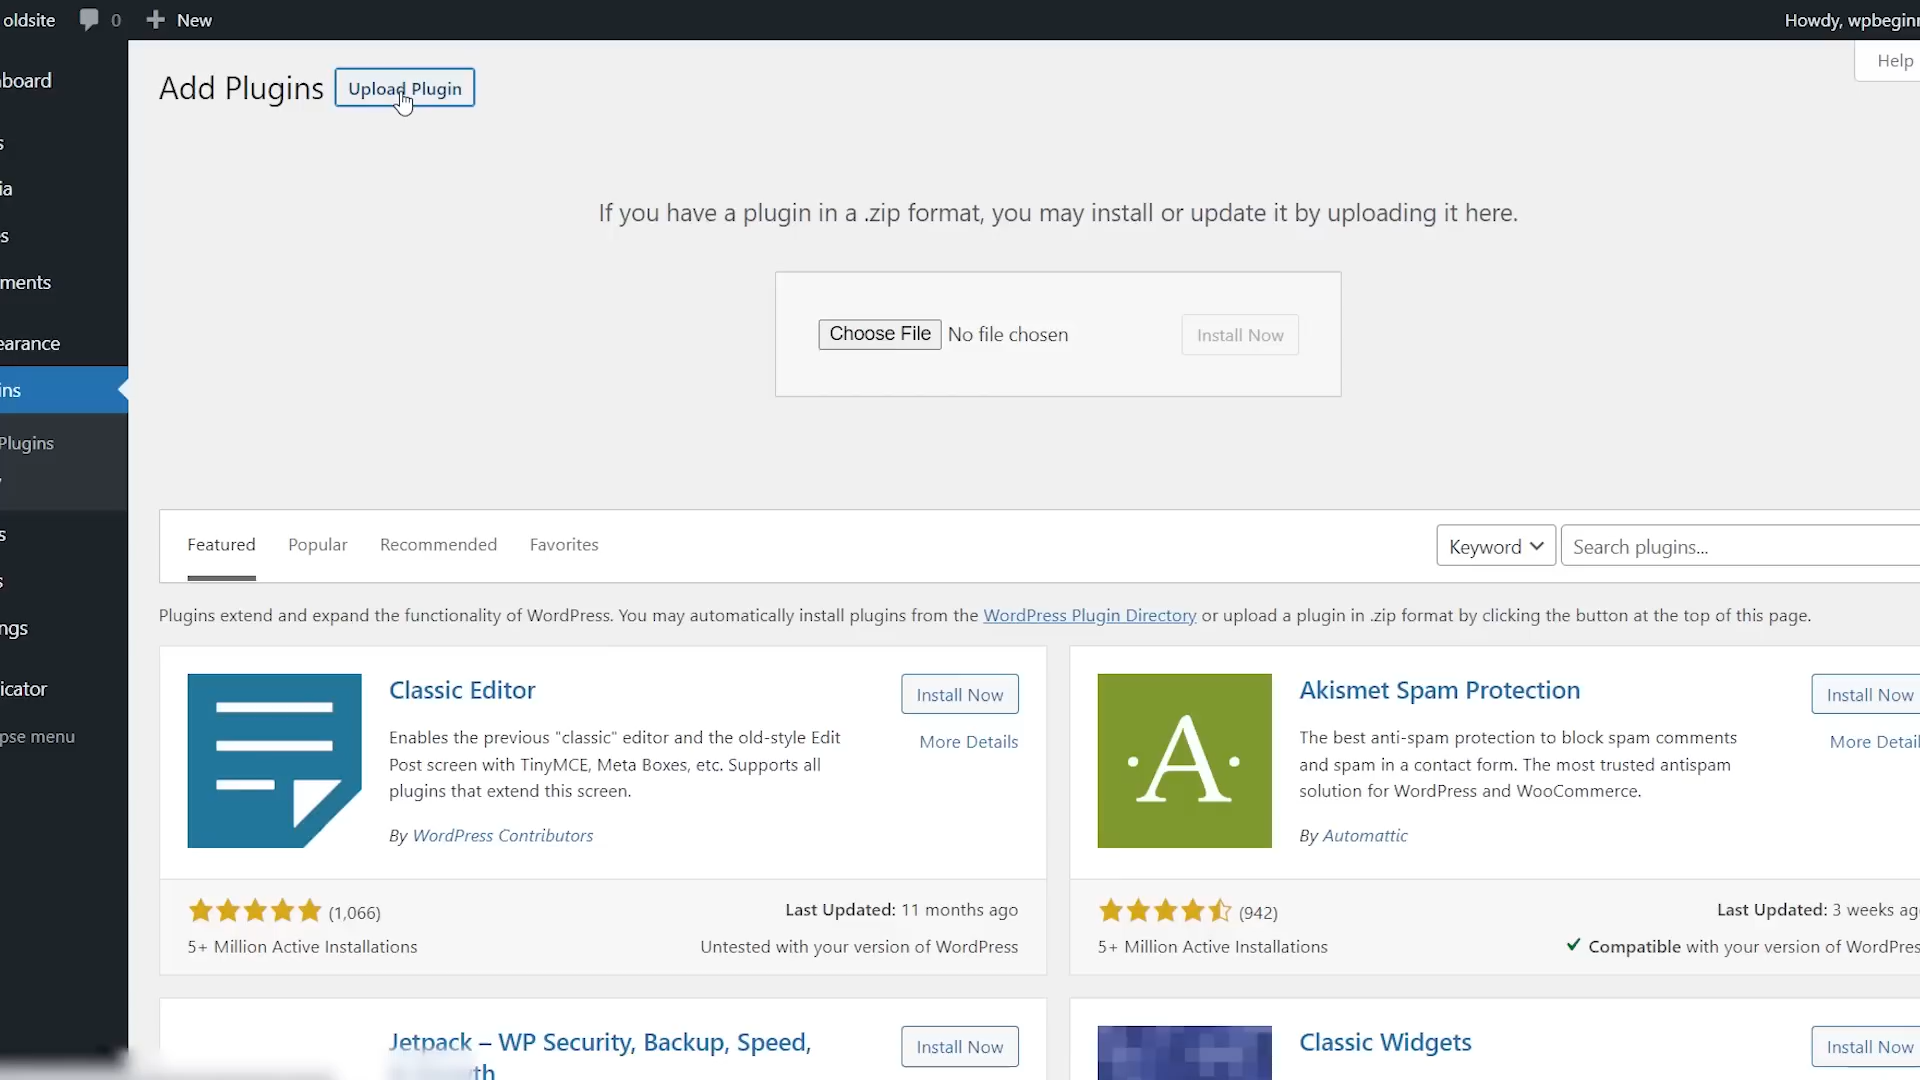 oldsite 0 New Howdy, wpbeginn
Help
board
s
ia
es
ments
earance
ins
Plugins
s
s
ngs
icator
pse menu
Add Plugins Upload Plugin
If you have a plugin in a .zip format, you may install or update it by uploading it here.
Choose File No file chosen Install Now
Featured Popular Recommended Favorites Keyword Search plugins...
Plugins extend and expand the functionality of WordPress. You may automatically install plugins from the WordPress Plugin Directory or upload a plugin in .zip format by clicking the button at the top of this page.
Classic Editor
Install Now
More Details
Enables the previous "classic" editor and the old-style Edit
Post screen with TinyMCE, Meta Boxes, etc. Supports all
plugins that extend this screen.
By WordPress Contributors
(1,066)
5+ Million Active Installations
Last Updated: 11 months ago
Untested with your version of WordPress
A
Akismet Spam Protection
Install Now
More Detail
The best anti-spam protection to block spam comments
and spam in a contact form. The most trusted antispam
solution for WordPress and WooCommerce.
By Automattic
(942)
5+ Million Active Installations
Last Updated: 3 weeks ag
Compatible with your version of WordPres
Jetpack – WP Security, Backup, Speed,
Install Now
Classic Widgets
Install Now